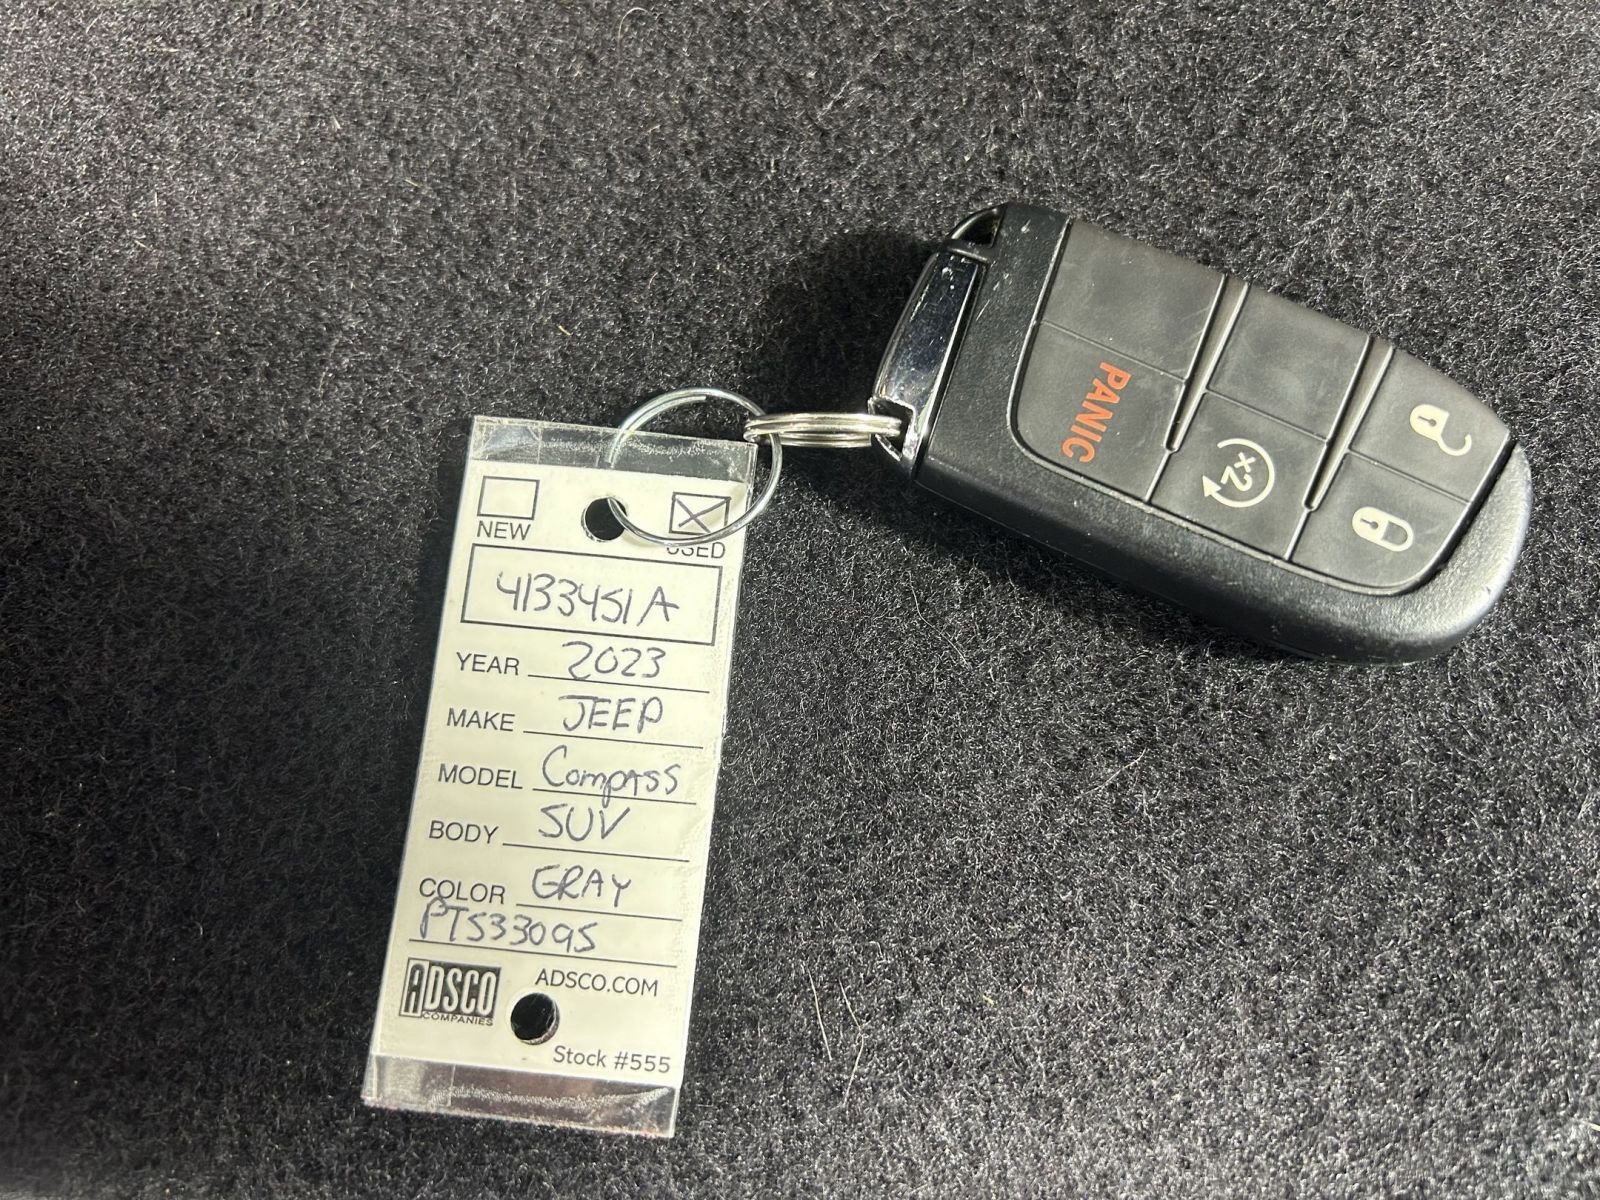 NEW
USED
4133451A
YEAR 2023
MAKE JEEP
MODEL Compass
BODY SUV
COLOR GRAY
PT533095
ADSCO COMPANIES
ADSCO.COM
Stock #555
PANIC
×2